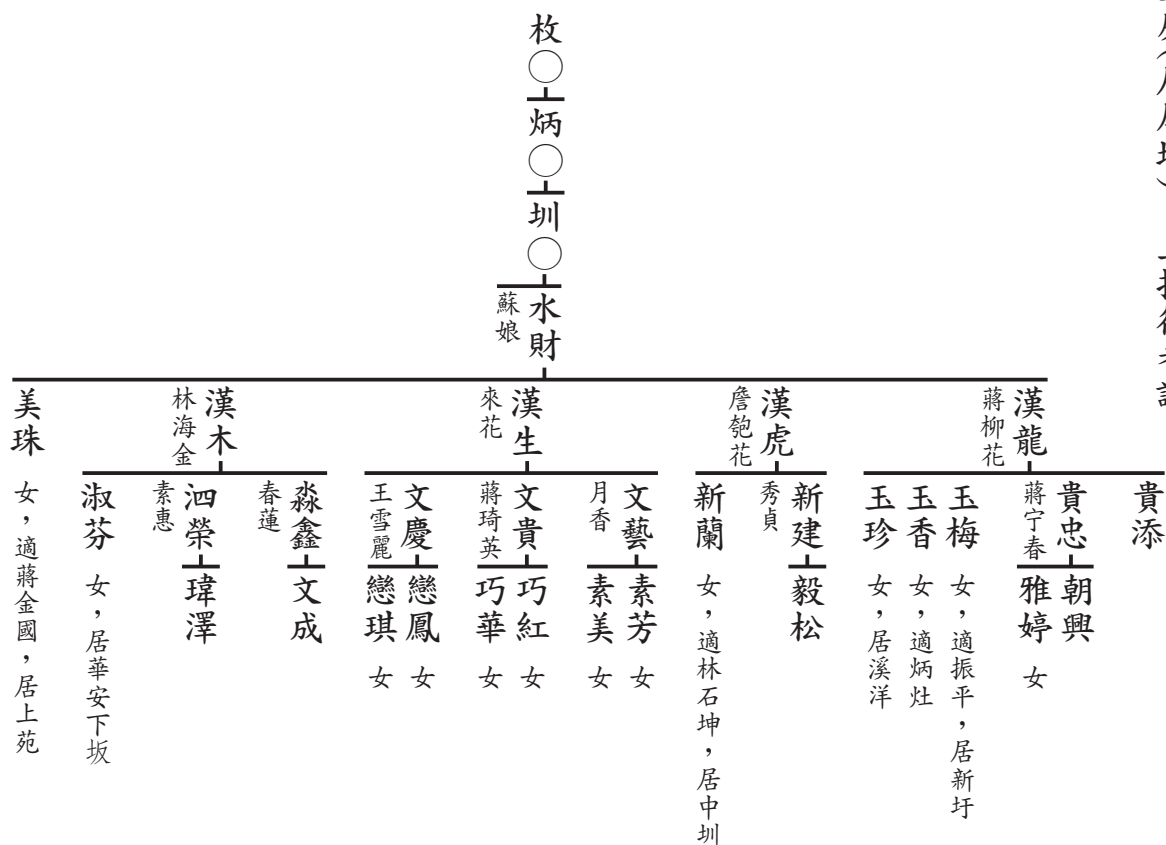 枚○
炳○
圳○
水財
蘇娘
漢龍
蔣柳花
貴添
貴忠
蔣宁春
朝興
雅婷 女
玉梅 女，適振平，居新圩
玉香 女，適炳灶
玉珍 女，居溪洋
漢虎
詹匏花
新建
秀貞
毅松
新蘭 女，適林石坤，居中圳
漢生
來花
文藝
月香
素芳 女
素美 女
文貴
蔣琦英
巧紅 女
巧華 女
文慶
王雪麗
戀鳳 女
戀琪 女
漢木
林海金
淼鑫
春蓮
文成
泗榮
素惠
瑋澤
淑芬 女，居華安下坂
美珠 女，適蔣金國，居上苑